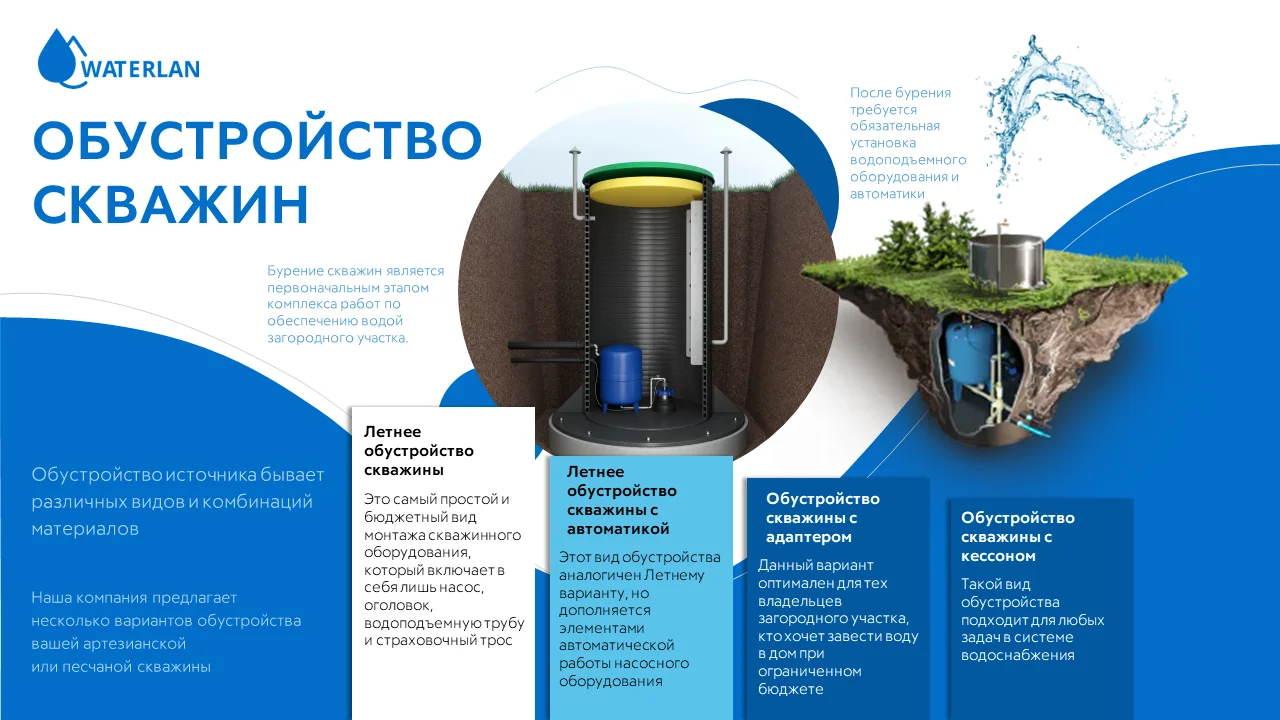 WATERLAN
ОБУСТРОЙСТВО
СКВАЖИН
Бурение скважин является
первоначальным этапом
комплекса работ по
обеспечению водой
загородного участка.
После бурения
требуется
обязательная
установка
водоподъемного
оборудования и
автоматики
Обустройство источника бывает
различных видов и комбинаций
материалов
Наша компания предлагает
несколько вариантов обустройства
вашей артезианской
или песчаной скважины
Летнее
обустройство
скважины
Это самый простой и
бюджетный вид
монтажа скважинного
оборудования,
который включает в
себя лишь насос,
оголовок,
водоподъемную трубу
и страховочный трос
Летнее
обустройство
скважины с
автоматикой
Этот вид обустройства
аналогичен Летнему
варианту, но
дополняется
элементами
автоматической
работы насосного
оборудования
Обустройство
скважины с
адаптером
Данный вариант
оптимален для тех
владельцев
загородного участка,
кто хочет завести воду
в дом при
ограниченном
бюджете
Обустройство
скважины с
кессоном
Такой вид
обустройства
подходит для любых
задач в системе
водоснабжения